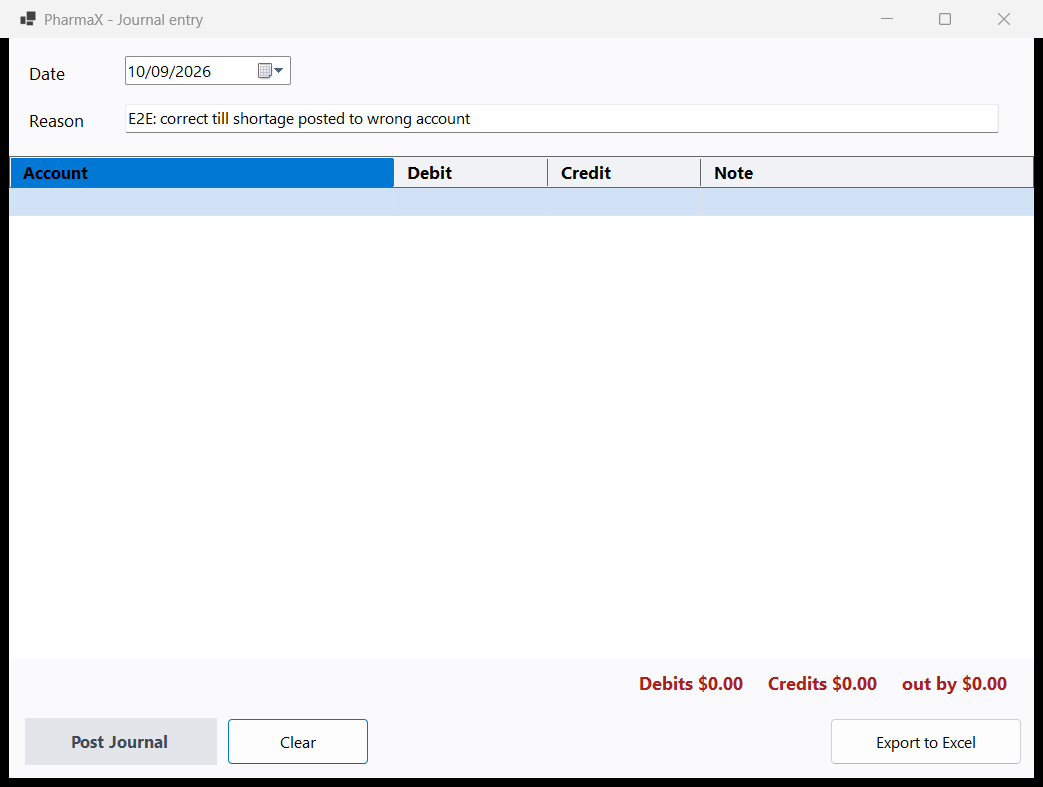 PharmaX - Journal entry
Date 10/09/2026
Reason E2E: correct till shortage posted to wrong account
Account Debit Credit Note
Debits $0.00 Credits $0.00 out by $0.00
Post Journal Clear Export to Excel